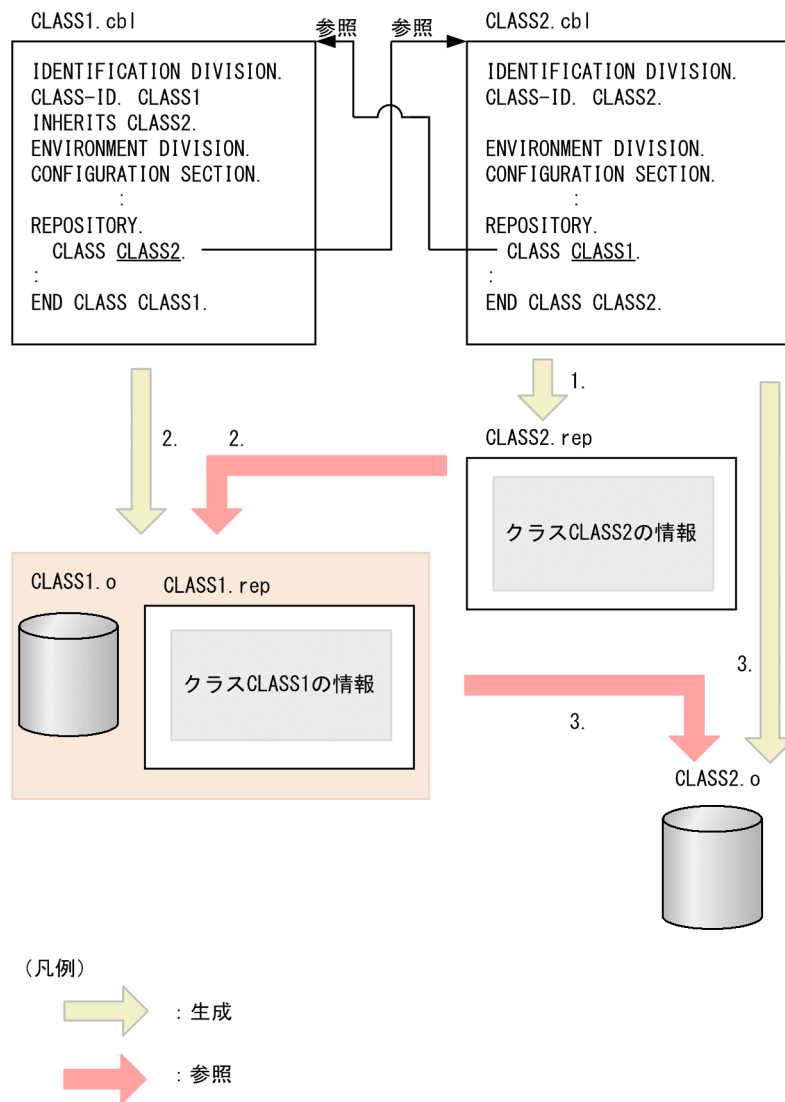 CLASS1.cbl
参照
参照
CLASS2.cbl
IDENTIFICATION DIVISION.
CLASS-ID. CLASS1
INHERITS CLASS2.
ENVIRONMENT DIVISION.
CONFIGURATION SECTION.
:
REPOSITORY.
CLASS CLASS2.
:
END CLASS CLASS1.
IDENTIFICATION DIVISION.
CLASS-ID. CLASS2.
ENVIRONMENT DIVISION.
CONFIGURATION SECTION.
:
REPOSITORY.
CLASS CLASS1.
:
END CLASS CLASS2.
1.
2.
2.
CLASS2.rep
クラスCLASS2の情報
CLASS1.o
CLASS1.rep
クラスCLASS1の情報
3.
3.
CLASS2.o
(凡例)
：生成
：参照